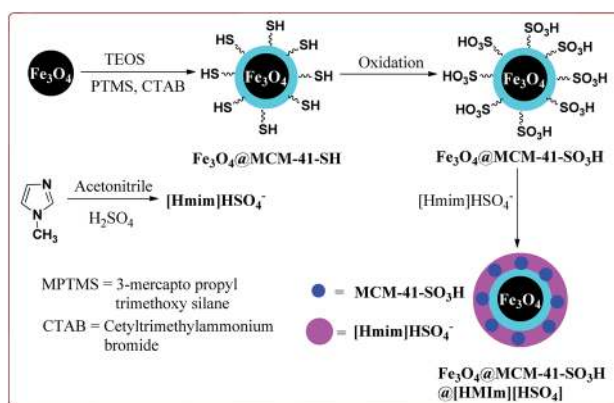 Fe₃O₄
TEOS
PTMS, CTAB
SH
SH
SH
SH
SH
SH
HS
HS
Fe₃O₄
Fe₃O₄@MCM-41-SH
Oxidation
SO₃H
SO₃H
SO₃H
SO₃H
SO₃H
HO₃S
HO₃S
HO₃S
Fe₃O₄
Fe₃O₄@MCM-41-SO₃H
N
N
CH₃
Acetonitrile
H₂SO₄
[Hmim]HSO₄⁻
[Hmim]HSO₄⁻
MPTMS = 3-mercapto propyl
trimethoxy silane
CTAB = Cetyltrimethylammonium
bromide
= MCM-41-SO₃H
= [Hmim]HSO₄⁻
Fe₃O₄
Fe₃O₄@MCM-41-SO₃H
@[HMIm][HSO₄]